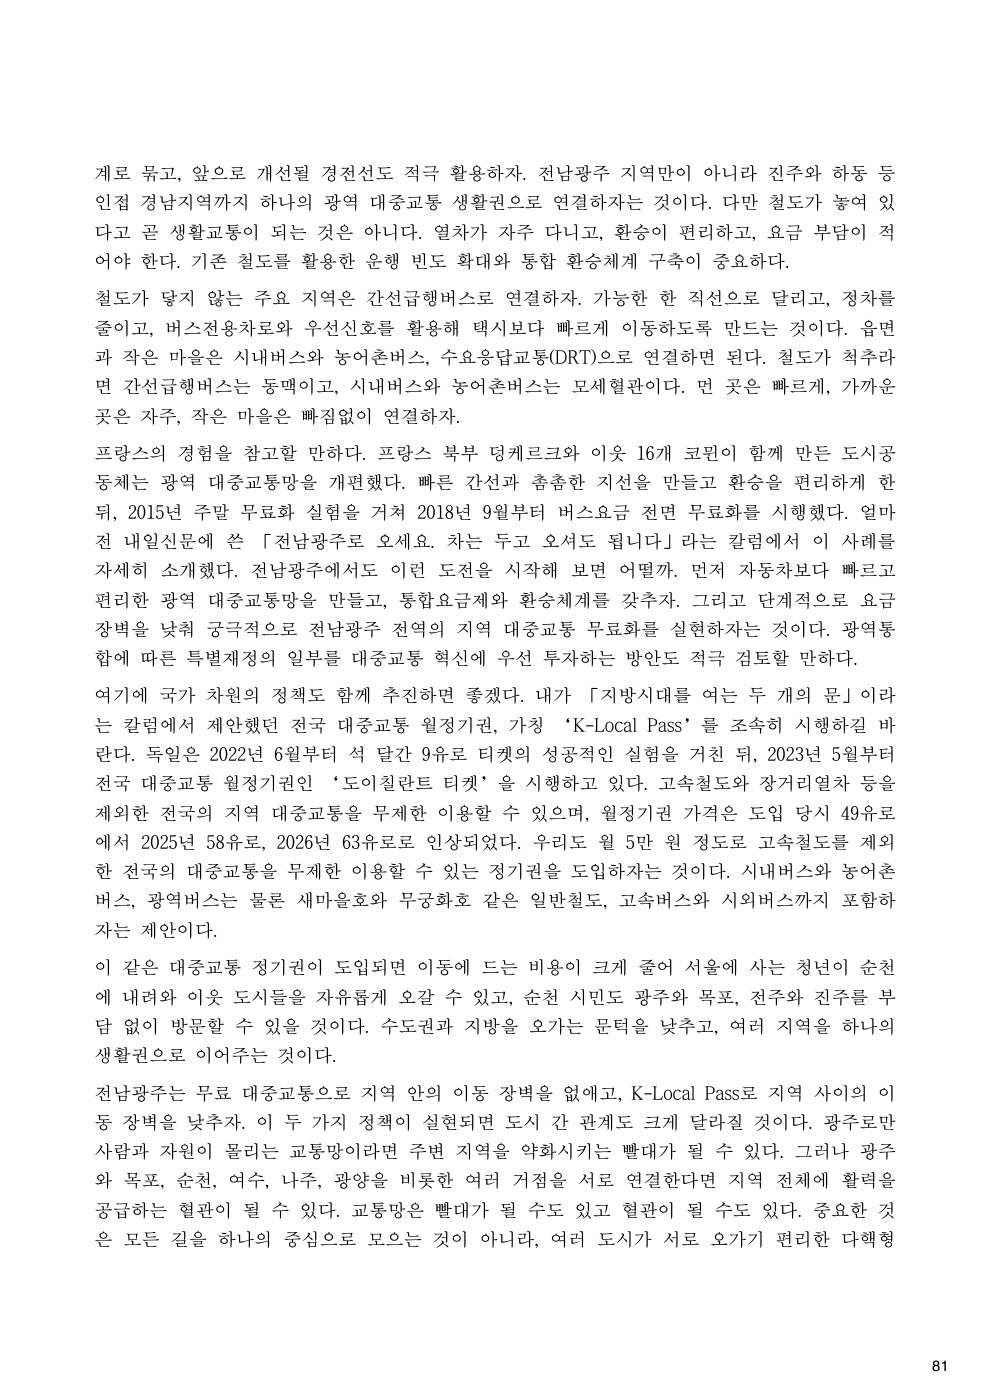 계로 묶고, 앞으로 개선될 경전선도 적극 활용하자. 전남광주 지역만이 아니라 진주와 하동 등
인접 경남지역까지 하나의 광역 대중교통 생활권으로 연결하자는 것이다. 다만 철도가 놓여 있
다고 곧 생활교통이 되는 것은 아니다. 열차가 자주 다니고, 환승이 편리하고, 요금 부담이 적
어야 한다. 기존 철도를 활용한 운행 빈도 확대와 통합 환승체계 구축이 중요하다.
철도가 닿지 않는 주요 지역은 간선급행버스로 연결하자. 가능한 한 직선으로 달리고, 정차를
줄이고, 버스전용차로와 우선신호를 활용해 택시보다 빠르게 이동하도록 만드는 것이다. 읍면
과 작은 마을은 시내버스와 농어촌버스, 수요응답교통(DRT)으로 연결하면 된다. 철도가 척추라
면 간선급행버스는 동맥이고, 시내버스와 농어촌버스는 모세혈관이다. 먼 곳은 빠르게, 가까운
곳은 자주, 작은 마을은 빠짐없이 연결하자.
프랑스의 경험을 참고할 만하다. 프랑스 북부 덩케르크와 이웃 16개 코뮌이 함께 만든 도시공
동체는 광역 대중교통망을 개편했다. 빠른 간선과 촘촘한 지선을 만들고 환승을 편리하게 한
뒤, 2015년 주말 무료화 실험을 거쳐 2018년 9월부터 버스요금 전면 무료화를 시행했다. 얼마
전 내일신문에 쓴 「전남광주로 오세요. 차는 두고 오셔도 됩니다」라는 칼럼에서 이 사례를
자세히 소개했다. 전남광주에서도 이런 도전을 시작해 보면 어떨까. 먼저 자동차보다 빠르고
편리한 광역 대중교통망을 만들고, 통합요금제와 환승체계를 갖추자. 그리고 단계적으로 요금
장벽을 낮춰 궁극적으로 전남광주 전역의 지역 대중교통 무료화를 실현하자는 것이다. 광역통
합에 따른 특별재정의 일부를 대중교통 혁신에 우선 투자하는 방안도 적극 검토할 만하다.
여기에 국가 차원의 정책도 함께 추진하면 좋겠다. 내가 「지방시대를 여는 두 개의 문」이라
는 칼럼에서 제안했던 전국 대중교통 월정기권, 가칭 ‘K-Local Pass’를 조속히 시행하길 바
란다. 독일은 2022년 6월부터 석 달간 9유로 티켓의 성공적인 실험을 거친 뒤, 2023년 5월부터
전국 대중교통 월정기권인 ‘도이칠란트 티켓’을 시행하고 있다. 고속철도와 장거리열차 등을
제외한 전국의 지역 대중교통을 무제한 이용할 수 있으며, 월정기권 가격은 도입 당시 49유로
에서 2025년 58유로, 2026년 63유로로 인상되었다. 우리도 월 5만 원 정도로 고속철도를 제외
한 전국의 대중교통을 무제한 이용할 수 있는 정기권을 도입하자는 것이다. 시내버스와 농어촌
버스, 광역버스는 물론 새마을호와 무궁화호 같은 일반철도, 고속버스와 시외버스까지 포함하
자는 제안이다.
이 같은 대중교통 정기권이 도입되면 이동에 드는 비용이 크게 줄어 서울에 사는 청년이 순천
에 내려와 이웃 도시들을 자유롭게 오갈 수 있고, 순천 시민도 광주와 목포, 전주와 진주를 부
담 없이 방문할 수 있을 것이다. 수도권과 지방을 오가는 문턱을 낮추고, 여러 지역을 하나의
생활권으로 이어주는 것이다.
전남광주는 무료 대중교통으로 지역 안의 이동 장벽을 없애고, K-Local Pass로 지역 사이의 이
동 장벽을 낮추자. 이 두 가지 정책이 실현되면 도시 간 관계도 크게 달라질 것이다. 광주로만
사람과 자원이 몰리는 교통망이라면 주변 지역을 약화시키는 빨대가 될 수 있다. 그러나 광주
와 목포, 순천, 여수, 나주, 광양을 비롯한 여러 거점을 서로 연결한다면 지역 전체에 활력을
공급하는 혈관이 될 수 있다. 교통망은 빨대가 될 수도 있고 혈관이 될 수도 있다. 중요한 것
은 모든 길을 하나의 중심으로 모으는 것이 아니라, 여러 도시가 서로 오가기 편리한 다핵형
81